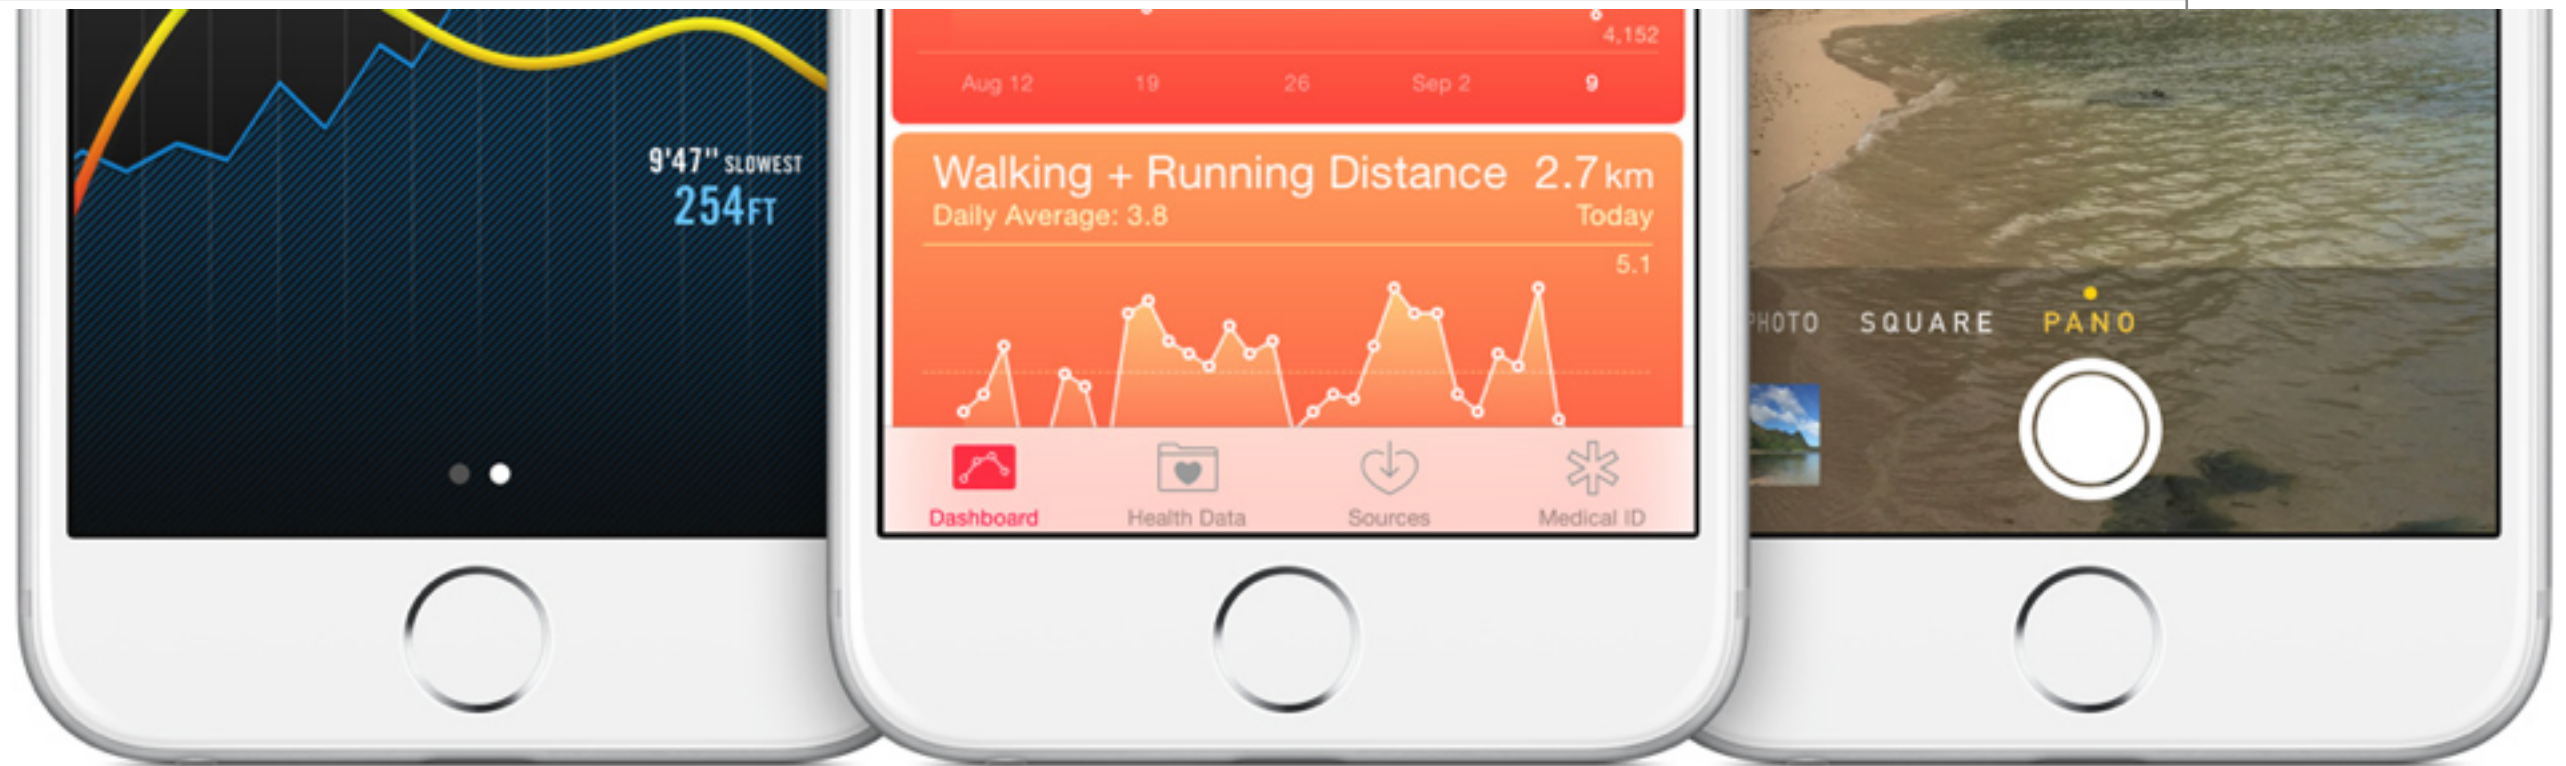 9'47" SLOWEST
254FT
4,152
Aug 12 19 26 Sep 2 9
Walking + Running Distance 2.7 km
Daily Average: 3.8 Today
5.1
Dashboard Health Data Sources Medical ID
SQUARE PANO